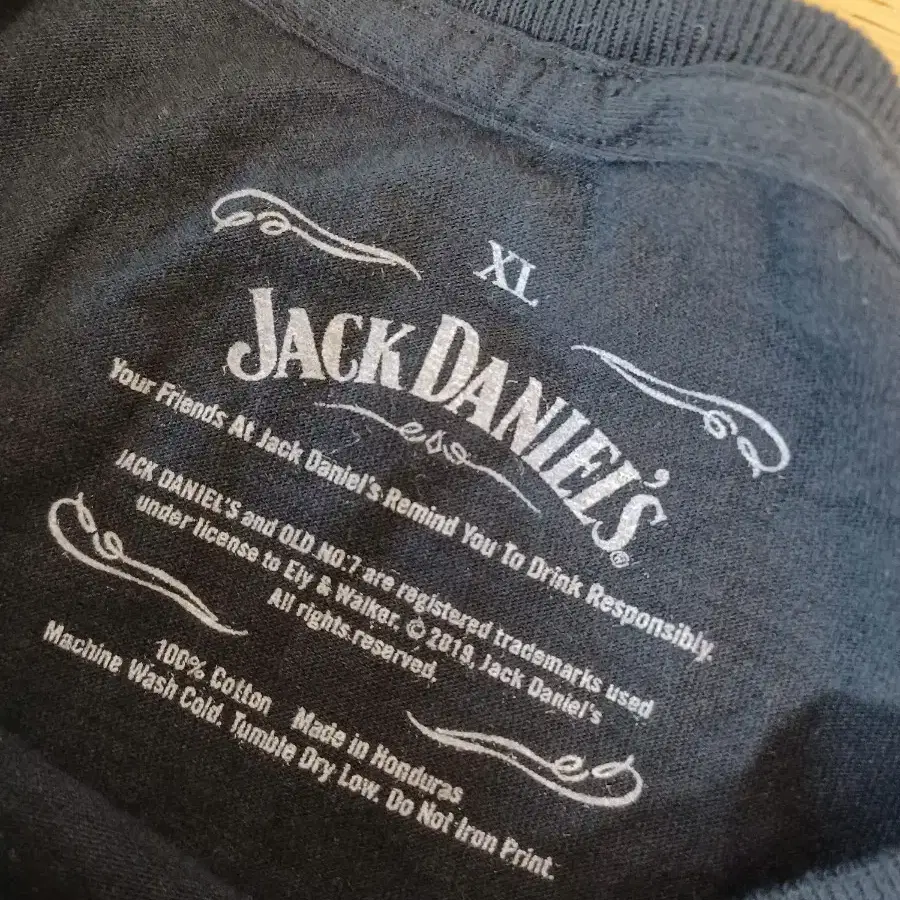 XL
JACK DANIEL'S®
Your Friends At Jack Daniel's Remind You To Drink Responsibly.
JACK DANIEL'S and OLD NO.7 are registered trademarks used
under license to Ely & Walker. © 2019, Jack Daniel's
All rights reserved.
100% Cotton Made in Honduras
Machine Wash Cold. Tumble Dry Low. Do Not Iron Print.